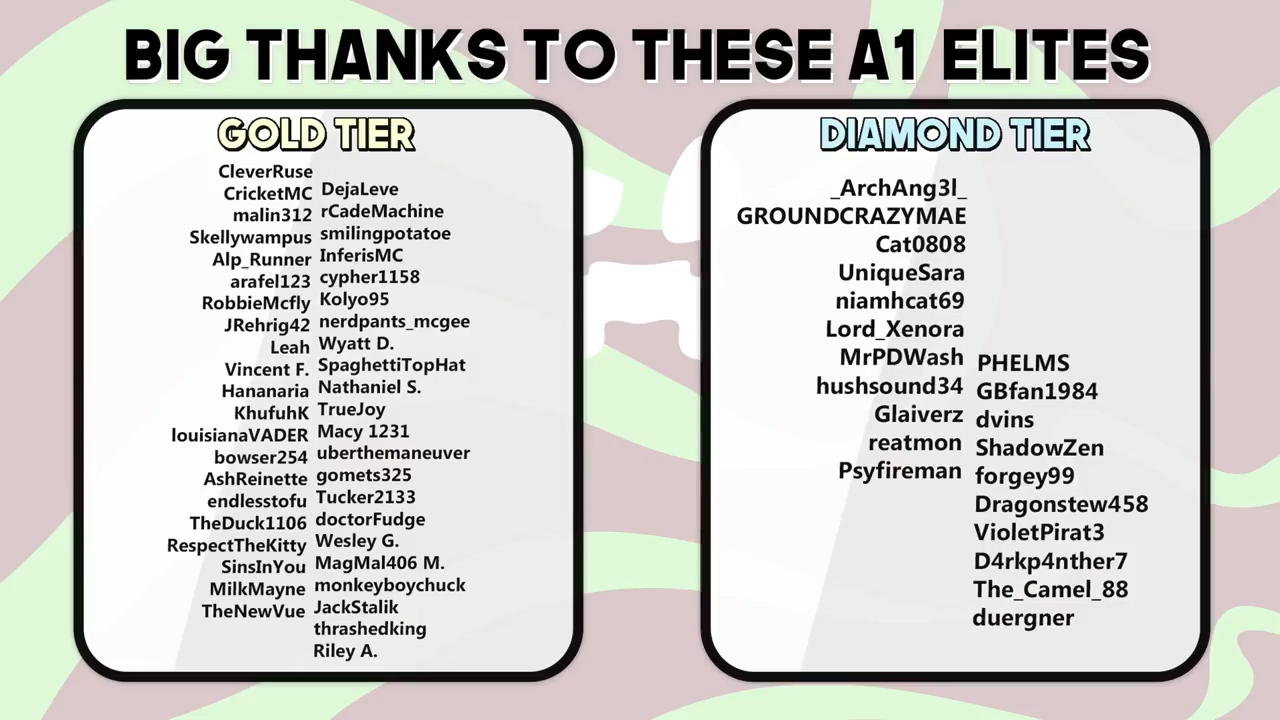 BIG THANKS TO THESE A1 ELITES
GOLD TIER
CleverRuse
CricketMC
malin312
Skellywampus
Alp_Runner
arafel123
RobbieMcfly
JRehrig42
Leah
Vincent F.
Hananaria
KhufuhK
louisianaVADER
bowser254
AshReinette
endlesstofu
TheDuck1106
RespectTheKitty
SinsInYou
MilkMayne
TheNewVue
DejaLeve
rCadeMachine
smilingpotatoe
InferisMC
cypher1158
Kolyo95
nerdpants_mcgee
Wyatt D.
SpaghettiTopHat
Nathaniel S.
TrueJoy
Macy 1231
uberthemaneuver
gomets325
Tucker2133
doctorFudge
Wesley G.
MagMal406 M.
monkeyboychuck
JackStalik
thrashedking
Riley A.
DIAMOND TIER
_ArchAng3l_
GROUNDCRAZYMAE
Cat0808
UniqueSara
niamhcat69
Lord_Xenora
MrPDWash
hushsound34
Glaiverz
reatmon
Psyfireman
PHELMS
GBfan1984
dvins
ShadowZen
forgey99
Dragonstew458
VioletPirat3
D4rkp4nther7
The_Camel_88
duergner